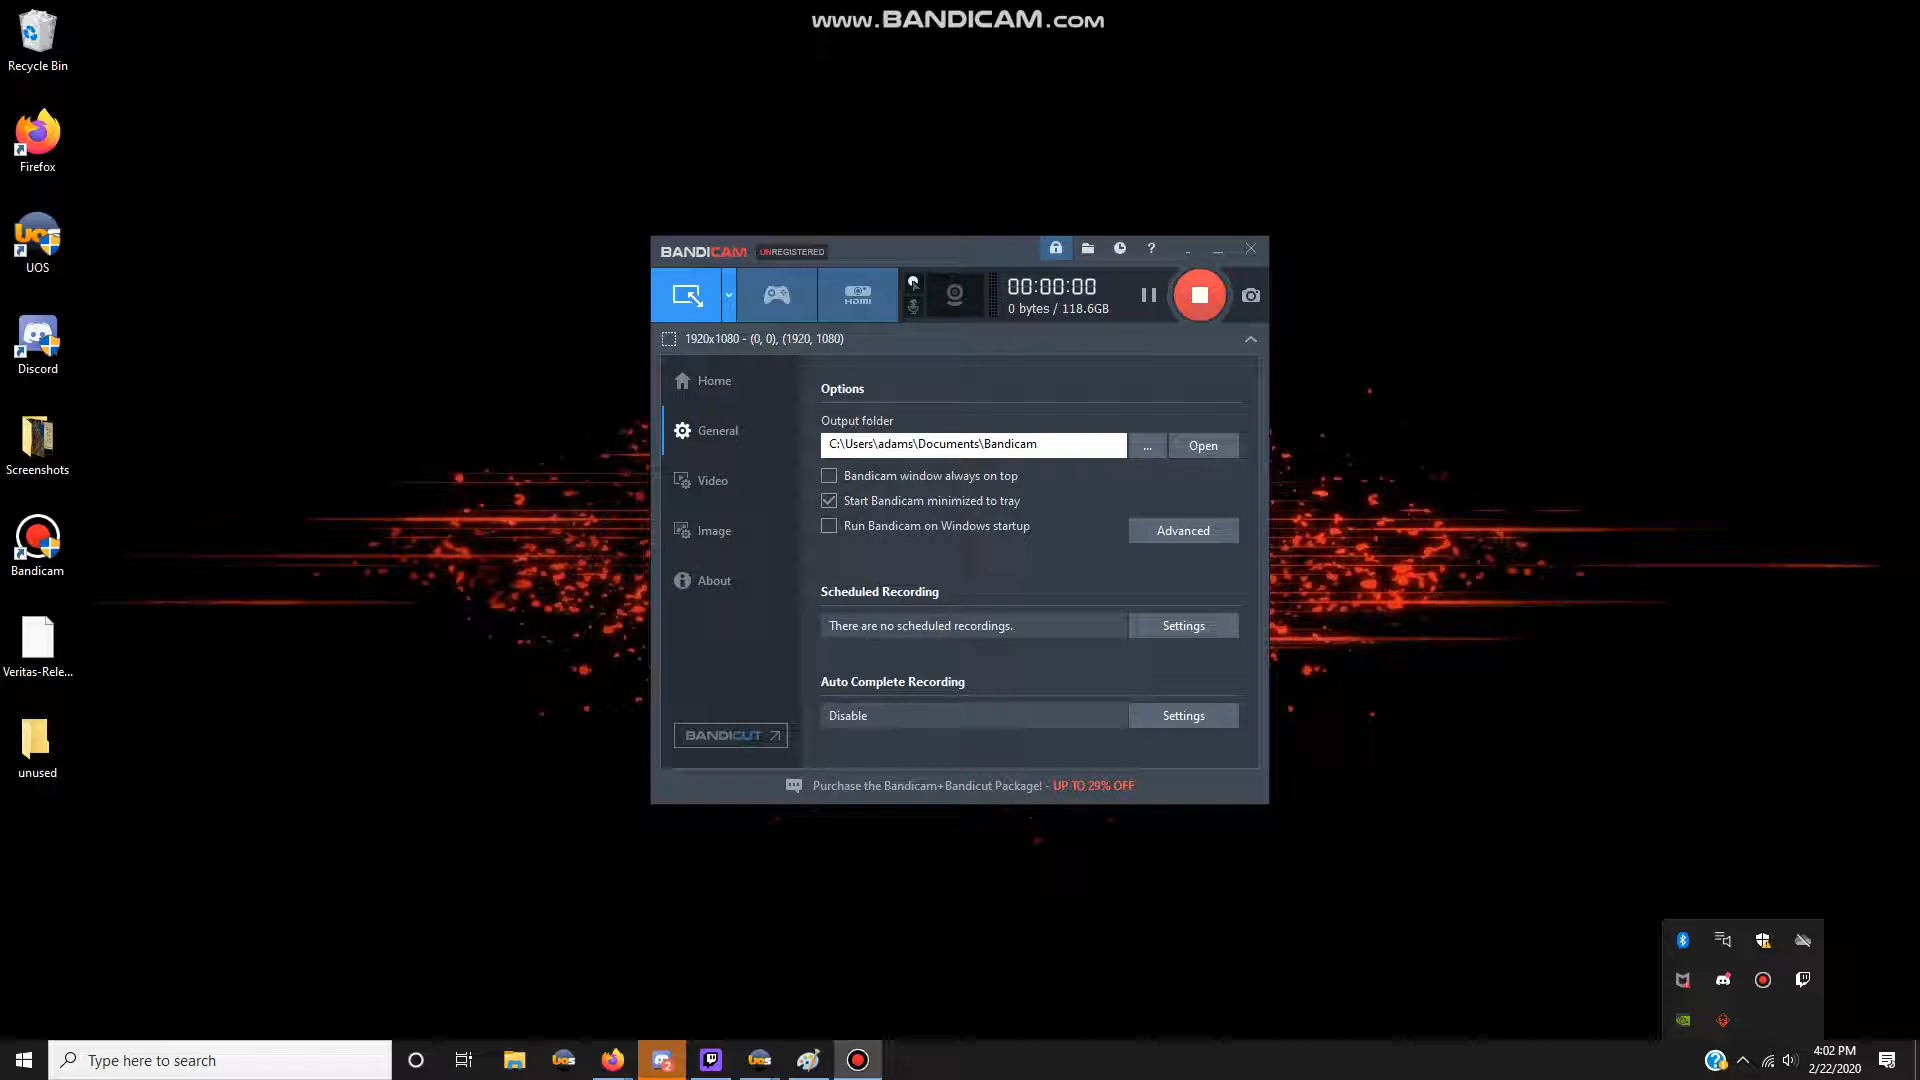 www.BANDICAM.com
Recycle Bin
Firefox
UOS
Discord
Screenshots
Bandicam
Veritas-Rele...
unused
BANDICAM UNREGISTERED
?
HDMI
00:00:00
0 bytes / 118.6GB
1920x1080 - (0, 0), (1920, 1080)
Home
General
Video
Image
About
BANDICUT
Options
Output folder
C:\Users\adams\Documents\Bandicam
...
Open
Bandicam window always on top
Start Bandicam minimized to tray
Run Bandicam on Windows startup
Advanced
Scheduled Recording
There are no scheduled recordings.
Settings
Auto Complete Recording
Disable
Settings
Purchase the Bandicam+Bandicut Package! - UP TO 29% OFF
Type here to search
UOS
2
UOS
4:02 PM
2/22/2020